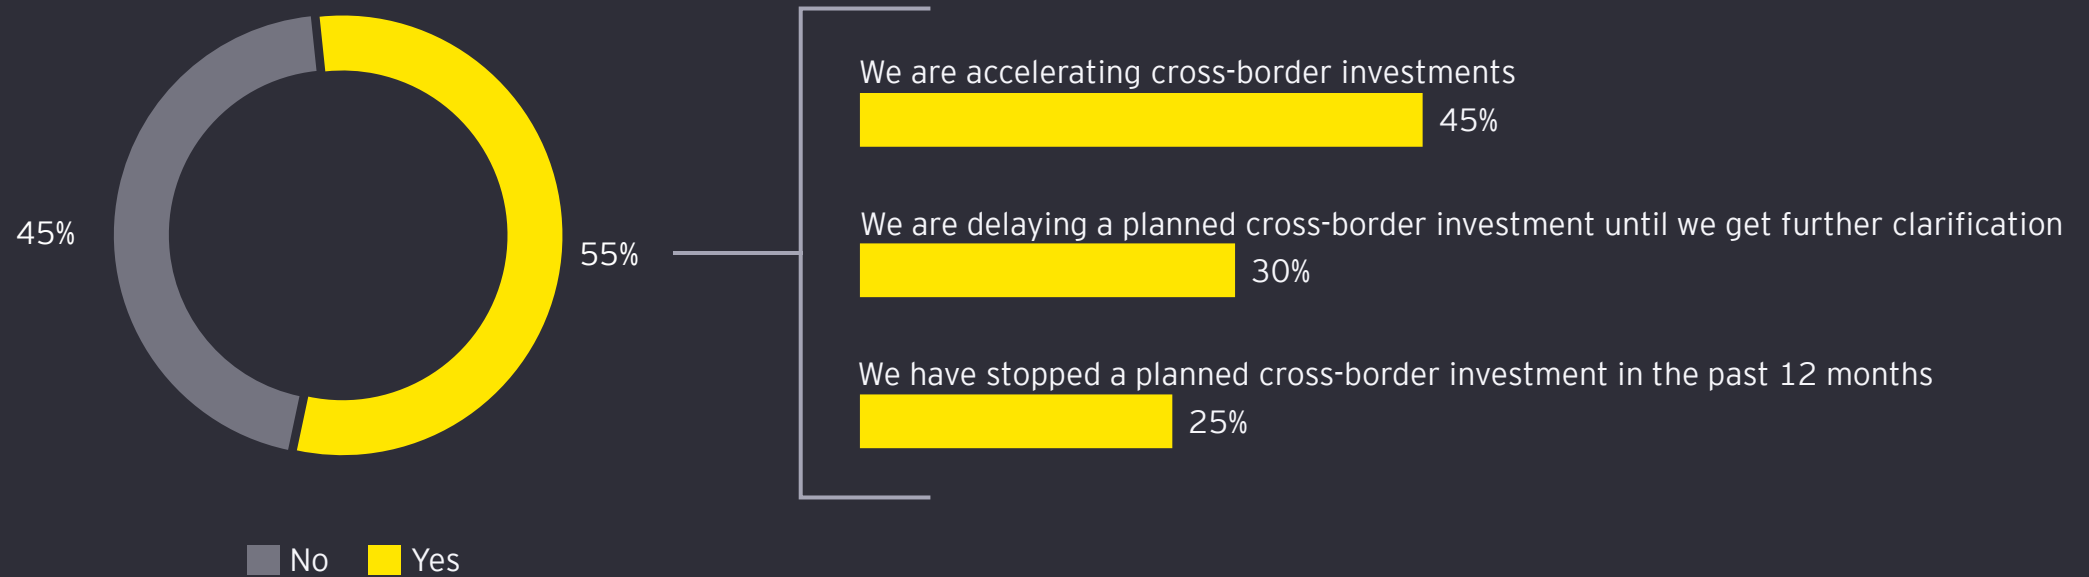 45%
55%
We are accelerating cross-border investments
45%
We are delaying a planned cross-border investment until we get further clarification
30%
We have stopped a planned cross-border investment in the past 12 months
25%
No
Yes